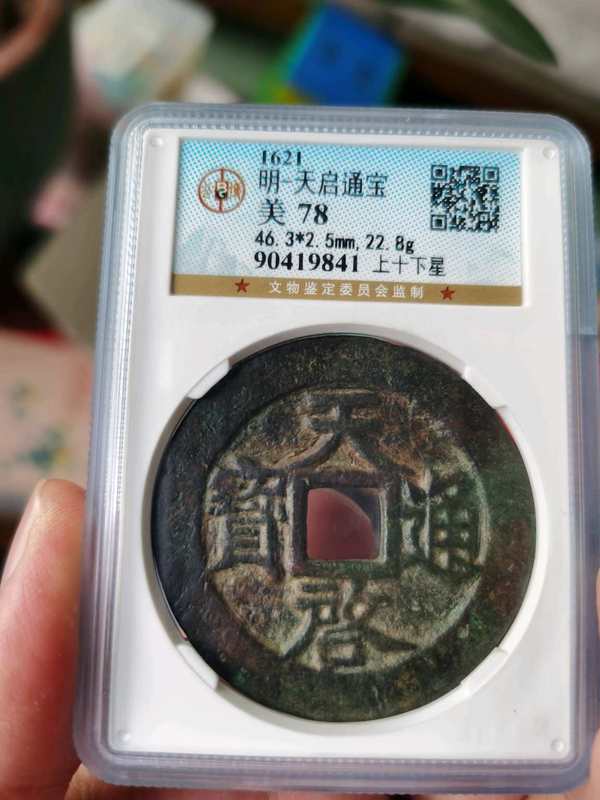 1621
明-天启通宝
美 78
46.3*2.5mm,22.8g
90419841 上十下星
文物鉴定委员会监制
天
啓
通
寳